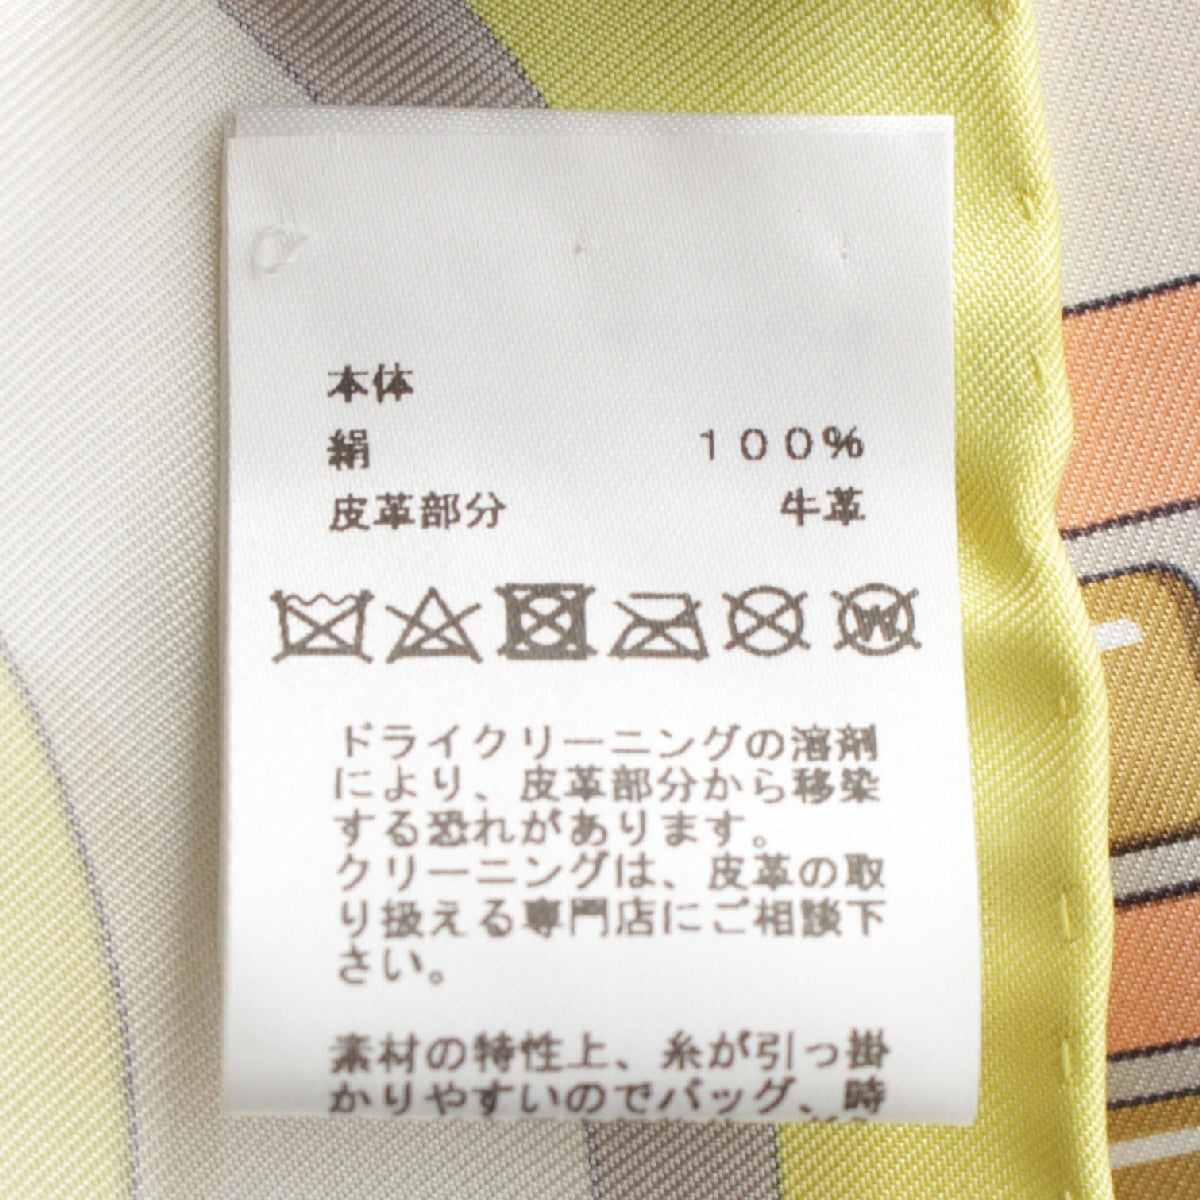 本体
絹 100%
皮革部分 牛革
W
ドライクリーニングの溶剤
により、皮革部分から移染
する恐れがあります。
クリーニングは、皮革の取
り扱える専門店にご相談下
さい。
素材の特性上、糸が引っ掛
かりやすいのでバッグ、時